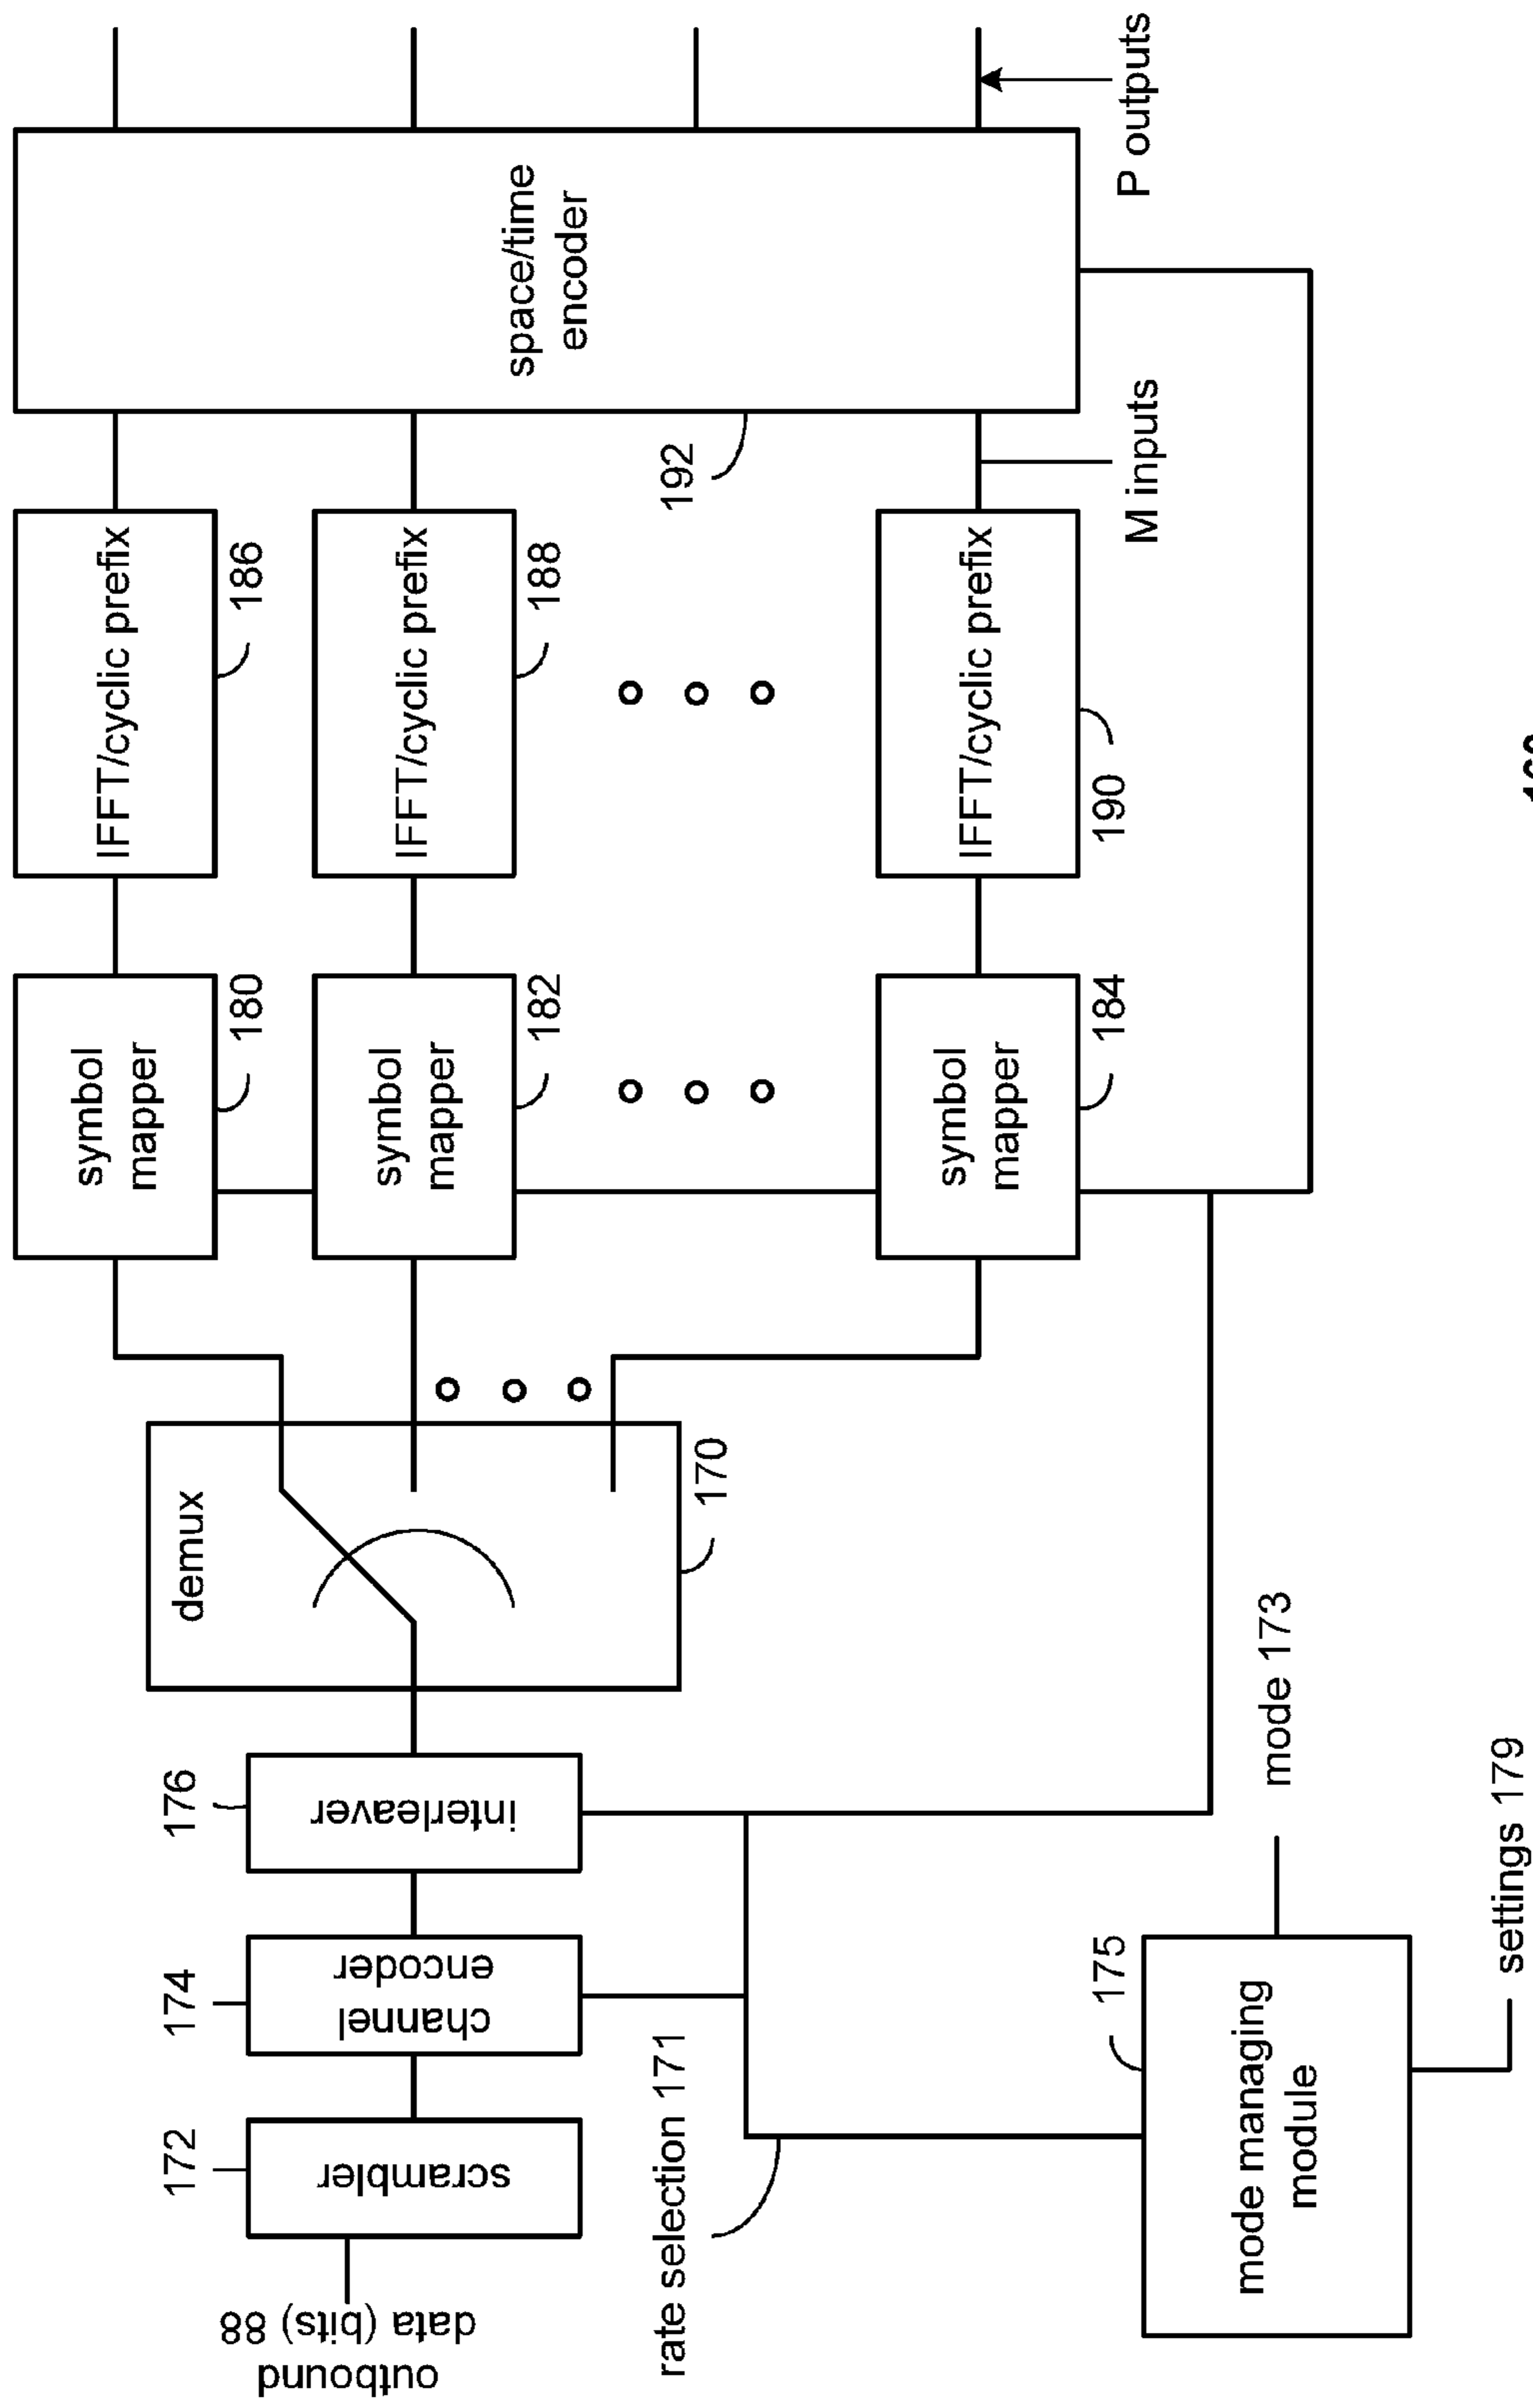 outbound
data (bits) 88
scrambler
172
channel
encoder
174
interleaver
176
demux
170
symbol
mapper
180
symbol
mapper
182
symbol
mapper
184
IFFT/cyclic prefix
186
IFFT/cyclic prefix
188
IFFT/cyclic prefix
190
space/time
encoder
192
M inputs
P outputs
rate selection 171
mode managing
module
175
mode 173
settings 179